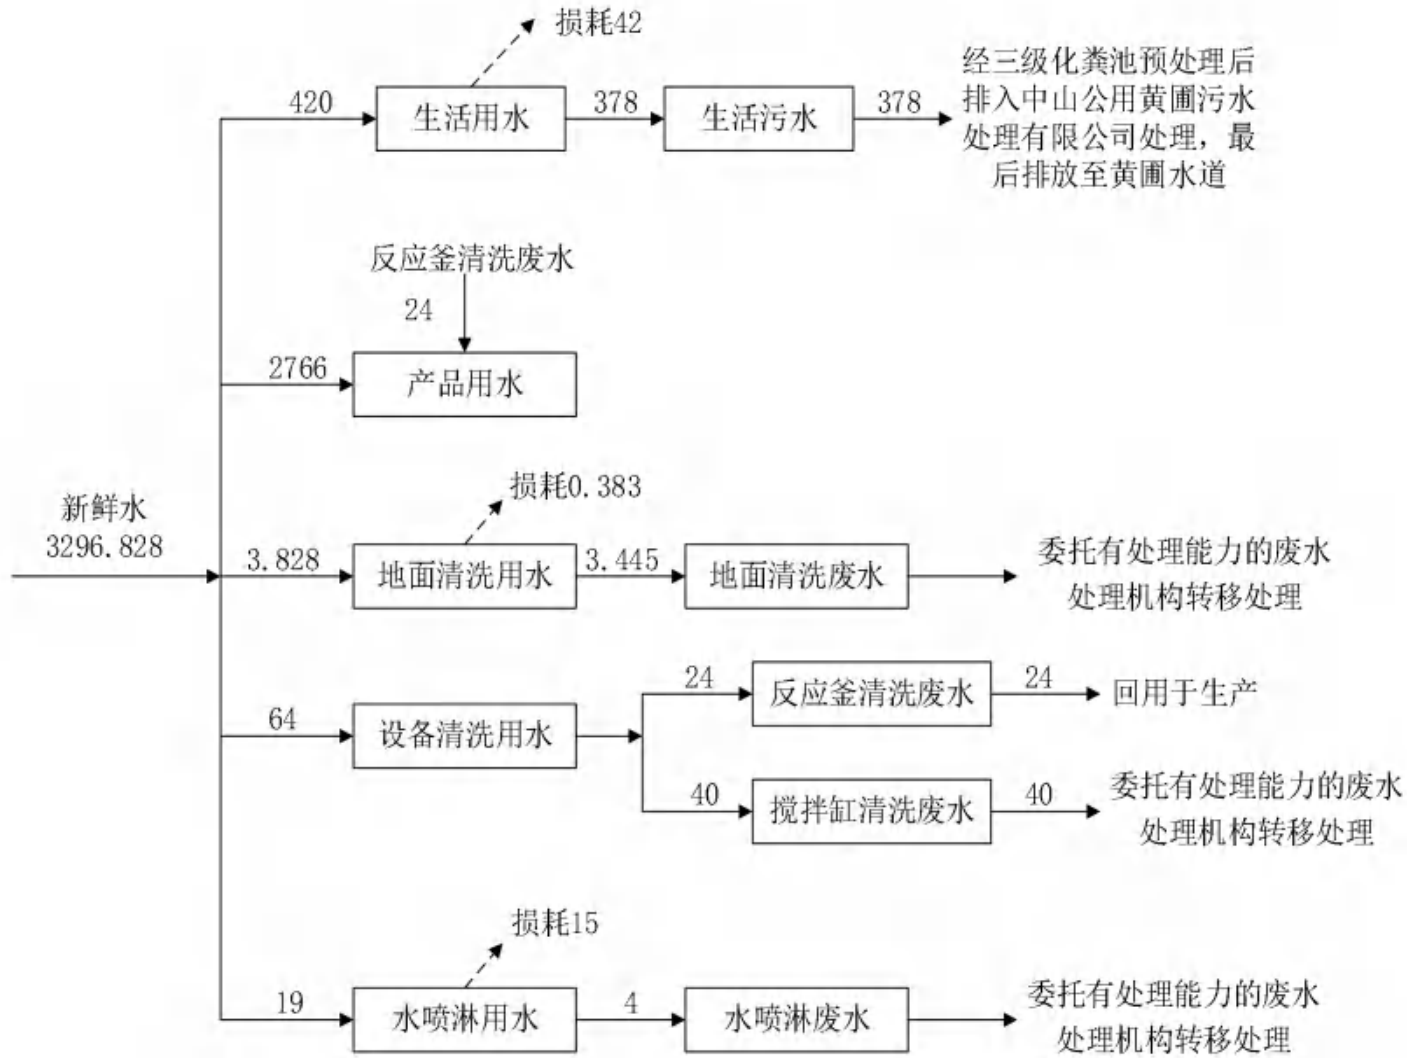 损耗42
420
生活用水
378
生活污水
378
经三级化粪池预处理后
排入中山公用黄圃污水
处理有限公司处理，最
后排放至黄圃水道
反应釜清洗废水
24
2766
产品用水
新鲜水
3296.828
损耗0.383
3.828
地面清洗用水
3.445
地面清洗废水
委托有处理能力的废水
处理机构转移处理
64
设备清洗用水
24
反应釜清洗废水
24
回用于生产
40
搅拌缸清洗废水
40
委托有处理能力的废水
处理机构转移处理
损耗15
19
水喷淋用水
4
水喷淋废水
委托有处理能力的废水
处理机构转移处理